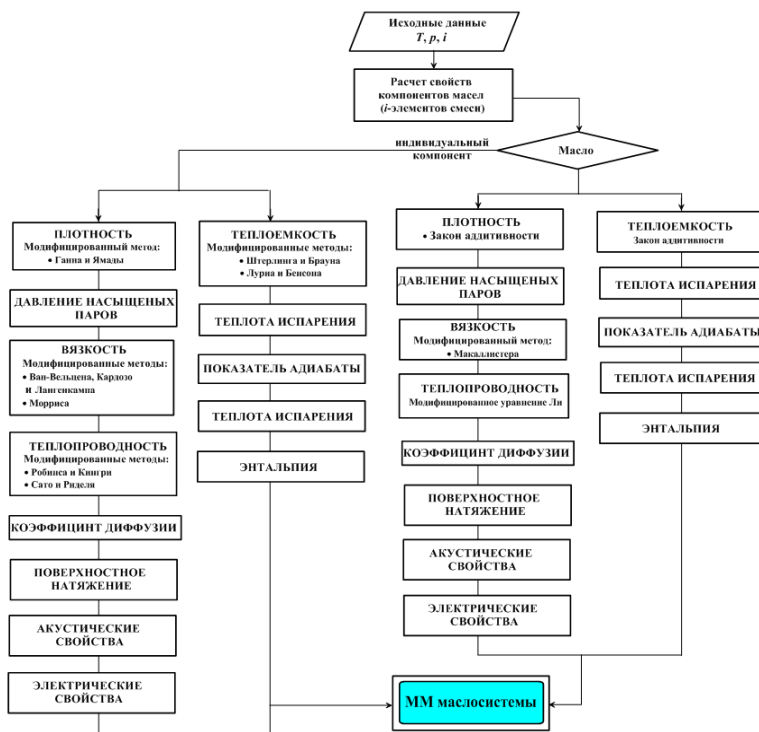 Исходные данные
T, p, i
Расчет свойств
компонентов масел
(i-элементов смеси)
индивидуальный
компонент
Масло
ПЛОТНОСТЬ
Модифицированный метод:
• Ганна и Ямады
ДАВЛЕНИЕ НАСЫЩЕНЫХ
ПАРОВ
ВЯЗКОСТЬ
Модифицированные методы:
• Ван-Вельцена, Кардозо
и Лангенкампа
• Морриса
ТЕПЛОПРОВОДНОСТЬ
Модифицированные методы:
• Робинса и Кингри
• Сато и Риделя
КОЭФФИЦИНТ ДИФФУЗИИ
ПОВЕРХНОСТНОЕ
НАТЯЖЕНИЕ
АКУСТИЧЕСКИЕ
СВОЙСТВА
ЭЛЕКТРИЧЕСКИЕ
СВОЙСТВА
ТЕПЛОЕМКОСТЬ
Модифицированные методы:
• Штерлинга и Брауна
• Лурна и Бенсона
ТЕПЛОТА ИСПАРЕНИЯ
ПОКАЗАТЕЛЬ АДИАБАТЫ
ТЕПЛОТА ИСПАРЕНИЯ
ЭНТАЛЬПИЯ
ПЛОТНОСТЬ
• Закон аддитивности
ДАВЛЕНИЕ НАСЫЩЕНЫХ
ПАРОВ
ВЯЗКОСТЬ
Модифицированный метод:
• Макаллистера
ТЕПЛОПРОВОДНОСТЬ
Модифицированное уравнение Ли
КОЭФФИЦИНТ ДИФФУЗИИ
ПОВЕРХНОСТНОЕ
НАТЯЖЕНИЕ
АКУСТИЧЕСКИЕ
СВОЙСТВА
ЭЛЕКТРИЧЕСКИЕ
СВОЙСТВА
ТЕПЛОЕМКОСТЬ
Закон аддитивности
ТЕПЛОТА ИСПАРЕНИЯ
ПОКАЗАТЕЛЬ АДИАБАТЫ
ТЕПЛОТА ИСПАРЕНИЯ
ЭНТАЛЬПИЯ
ММ маслосистемы